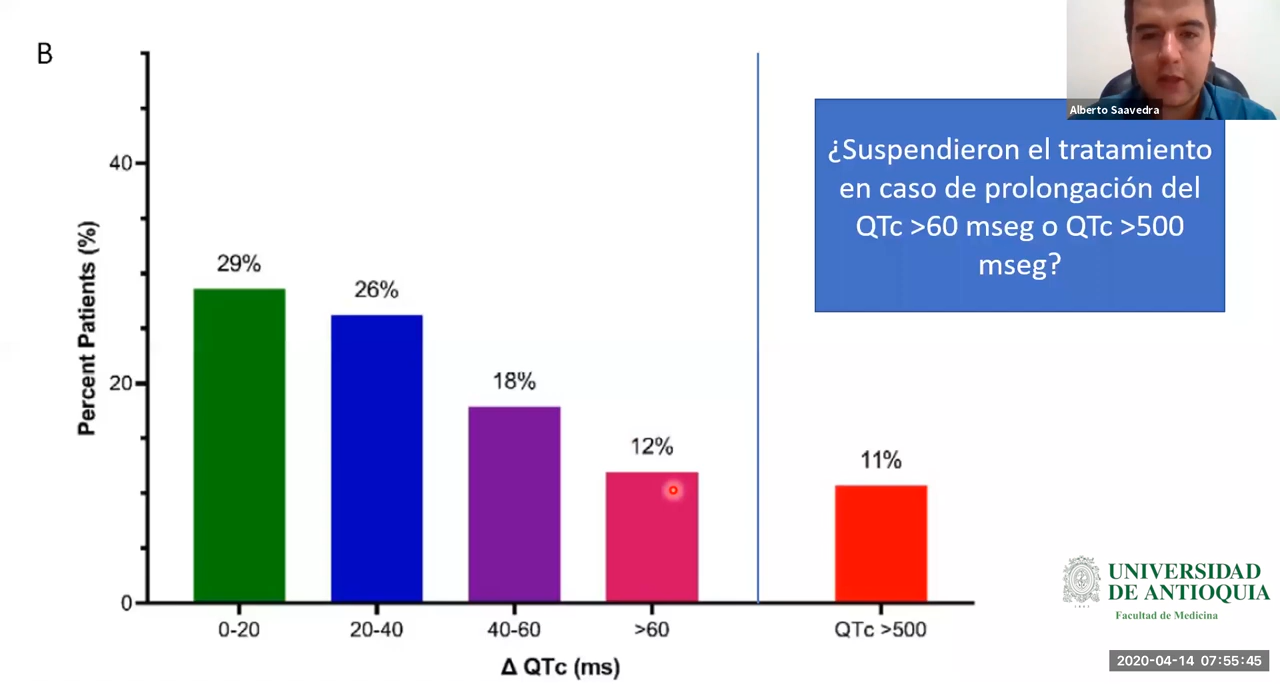 B
Alberto Saavedra
¿Suspendieron el tratamiento
en caso de prolongación del
QTc >60 mseg o QTc >500
mseg?
Percent Patients (%)
40
20
0
29%
26%
18%
12%
11%
0-20
20-40
40-60
>60
QTc >500
Δ QTc (ms)
UNIVERSIDAD
DE ANTIOQUIA
Facultad de Medicina
2020-04-14 07:55:45